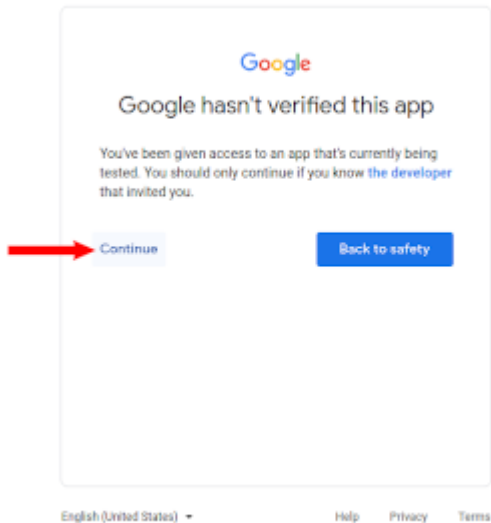 Google
Google hasn't verified this app
You've been given access to an app that's currently being
tested. You should only continue if you know the developer
that invited you.
Continue
Back to safety
English (United States)
Help Privacy Terms